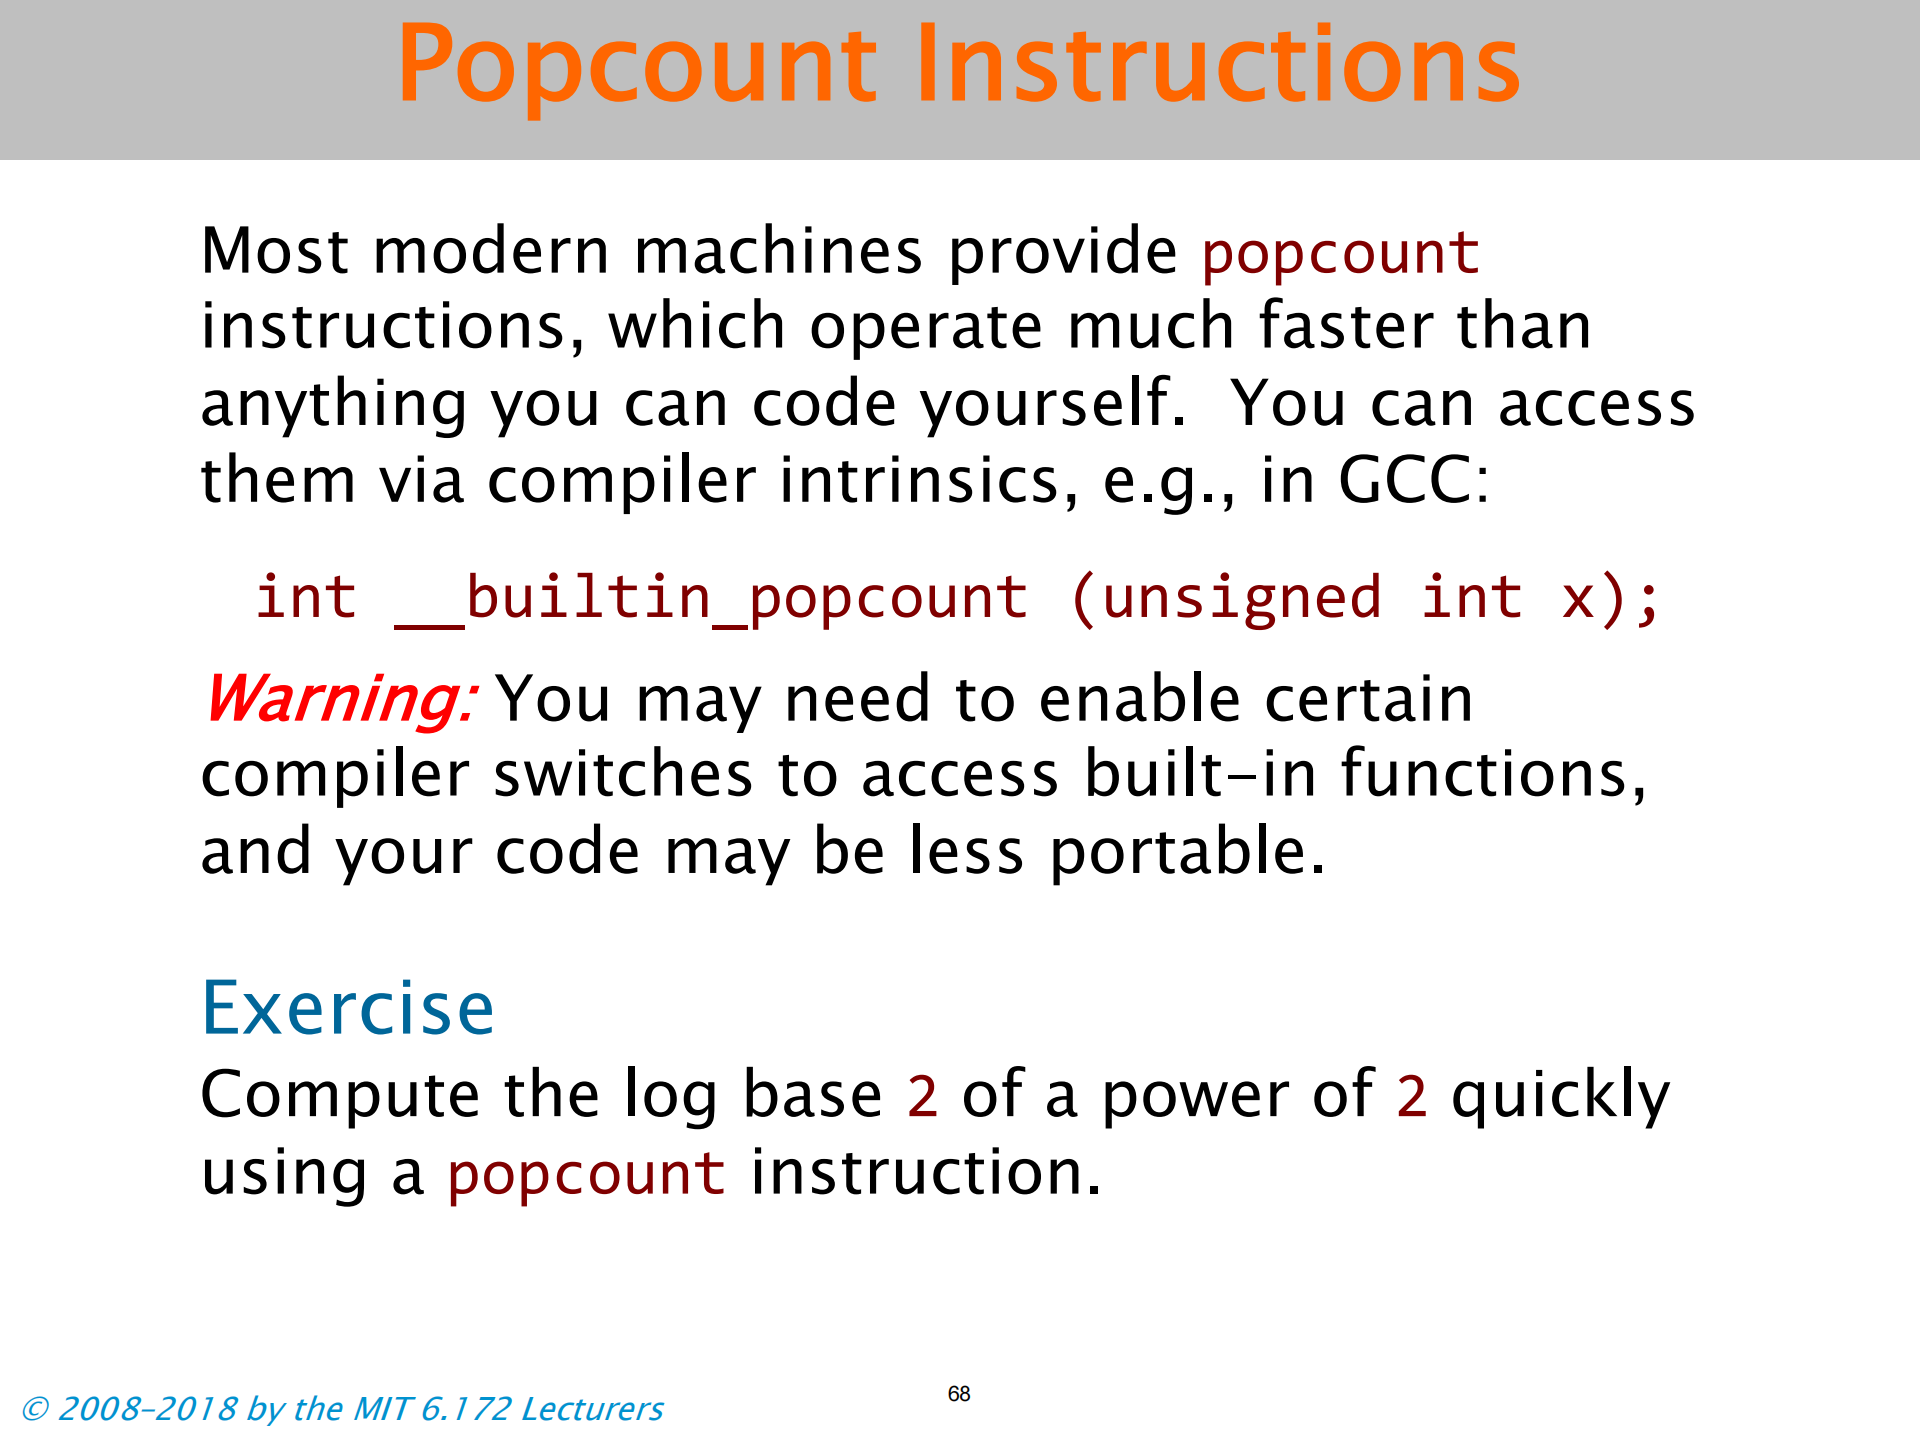 Popcount Instructions
Most modern machines provide popcount
instructions, which operate much faster than
anything you can code yourself.  You can access
them via compiler intrinsics, e.g., in GCC:
int __builtin_popcount (unsigned int x);
Warning: You may need to enable certain
compiler switches to access built-in functions,
and your code may be less portable.
Exercise
Compute the log base 2 of a power of 2 quickly
using a popcount instruction.
© 2008–2018 by the MIT 6.172 Lecturers
68